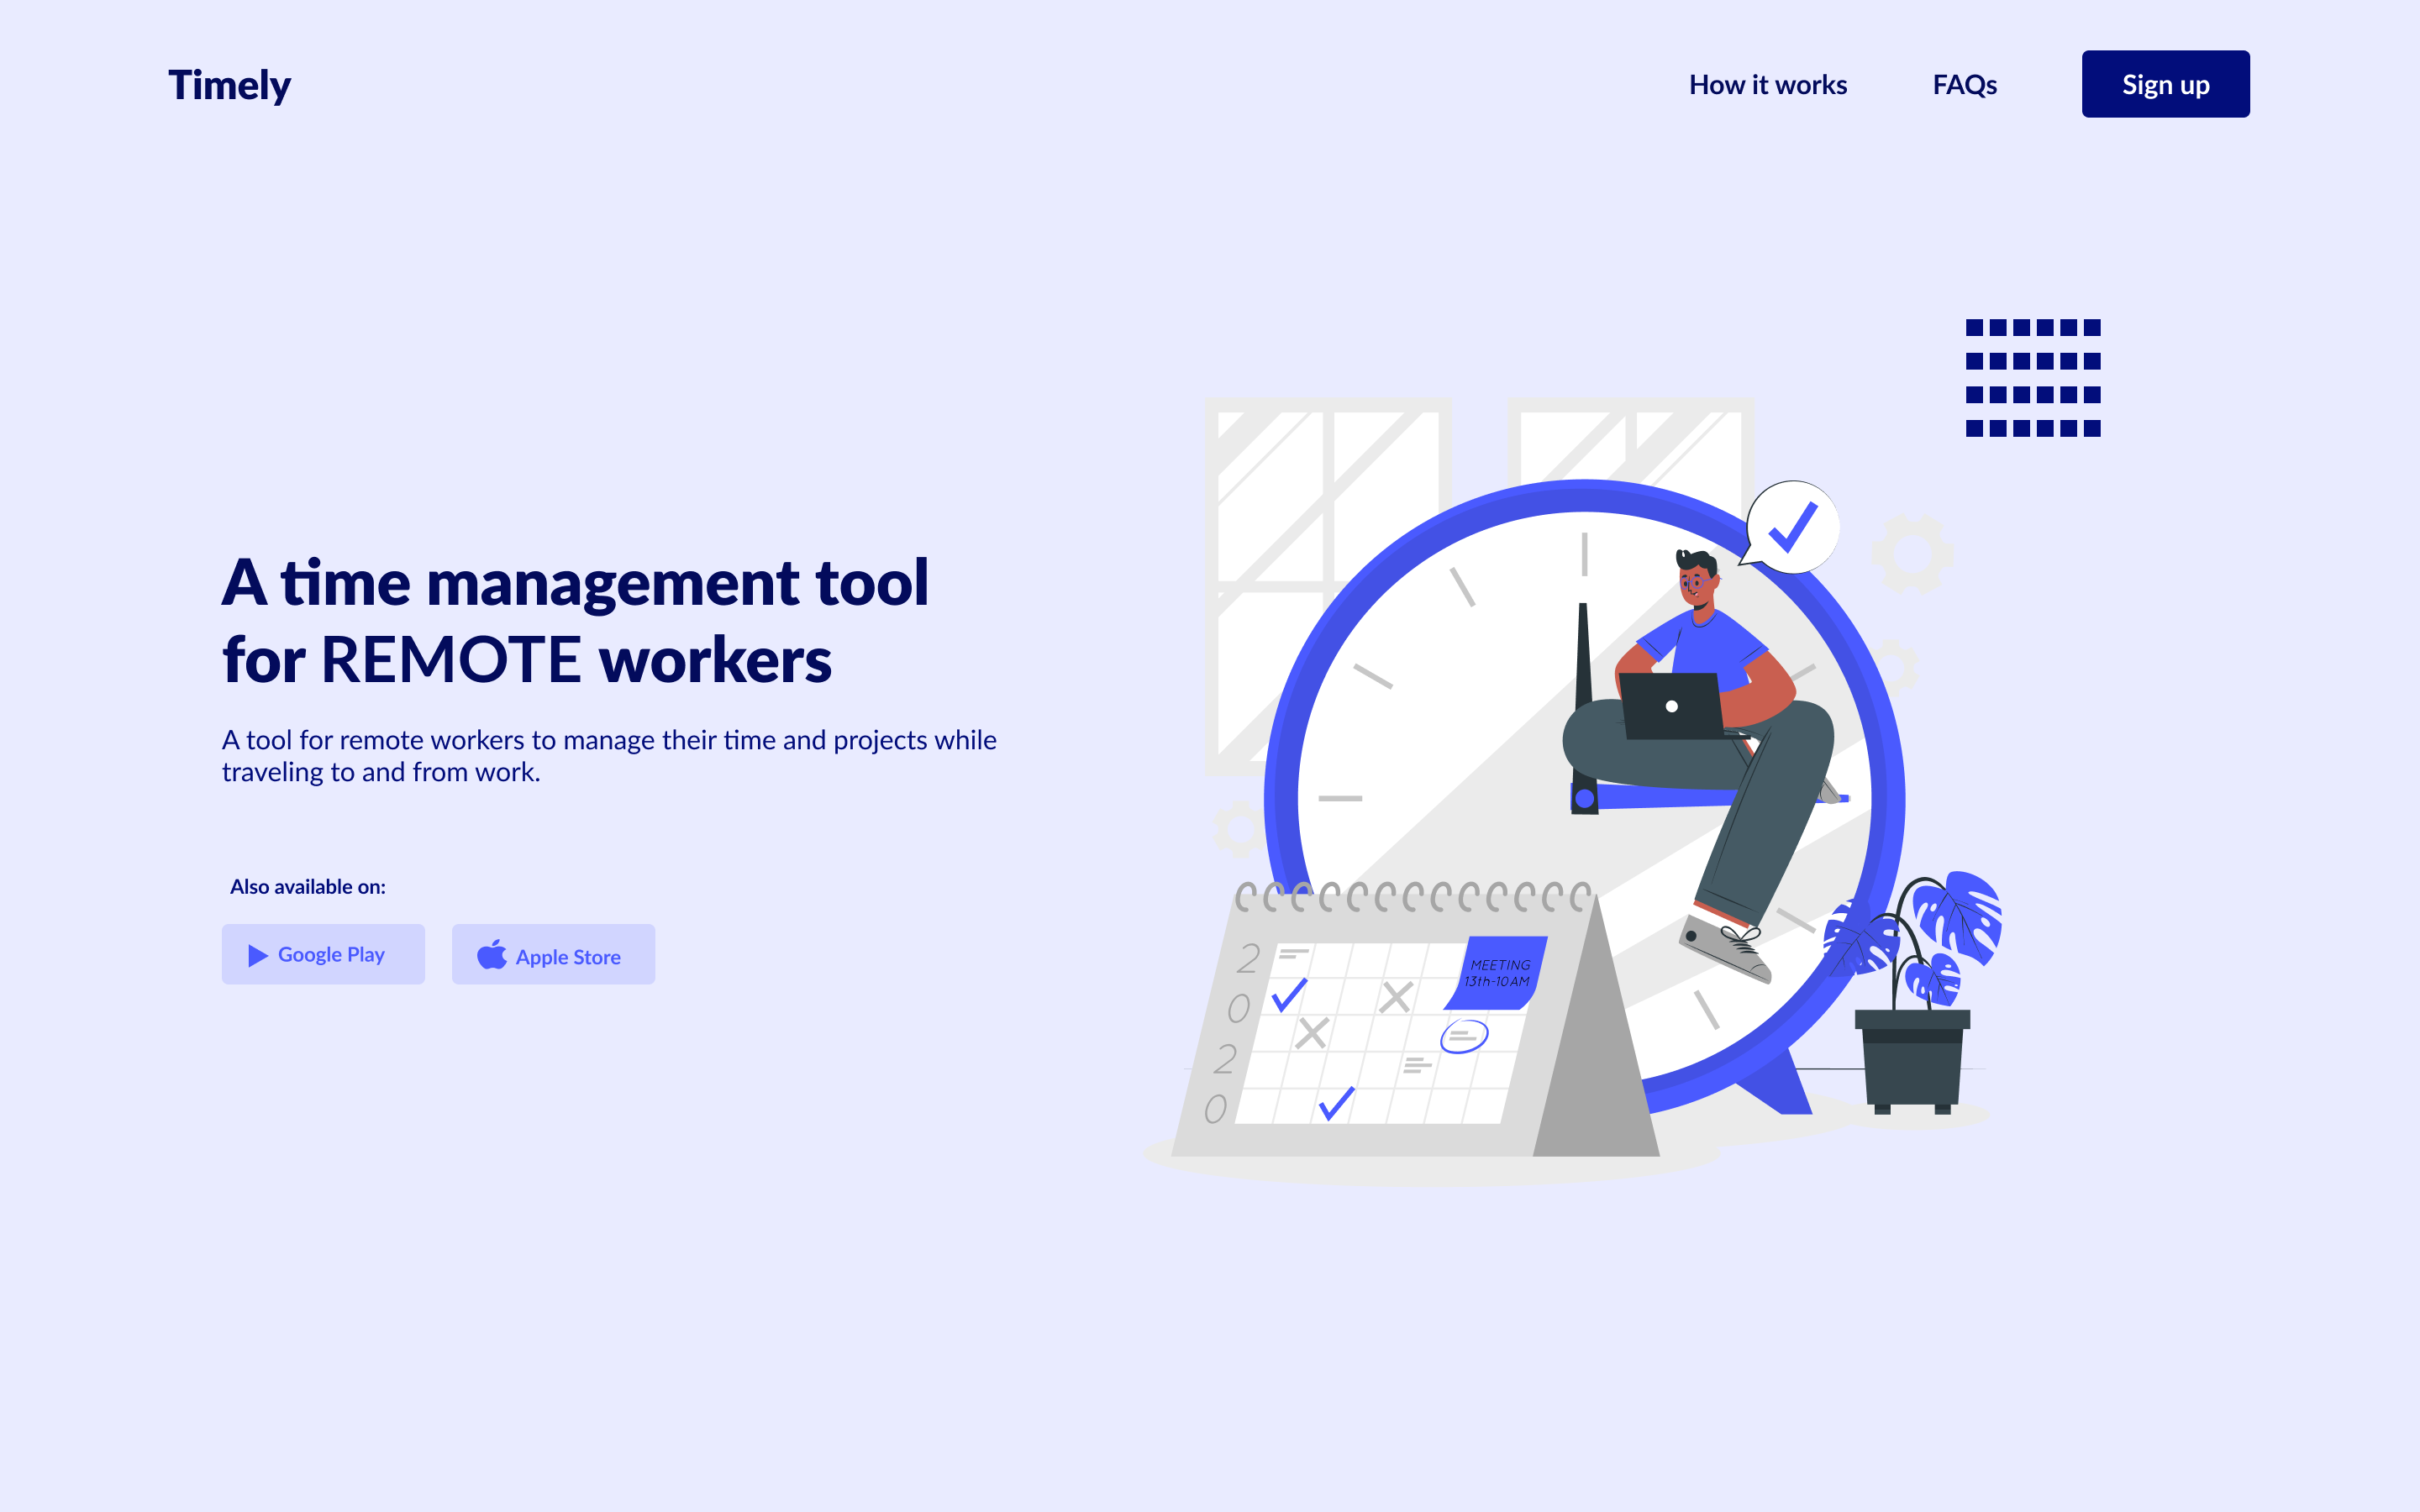 Timely
How it works
FAQs
Sign up
A time management tool
for REMOTE workers
A tool for remote workers to manage their time and projects while
traveling to and from work.
Also available on:
Google Play
Apple Store
2
0
2
0
MEETING
13th-10AM